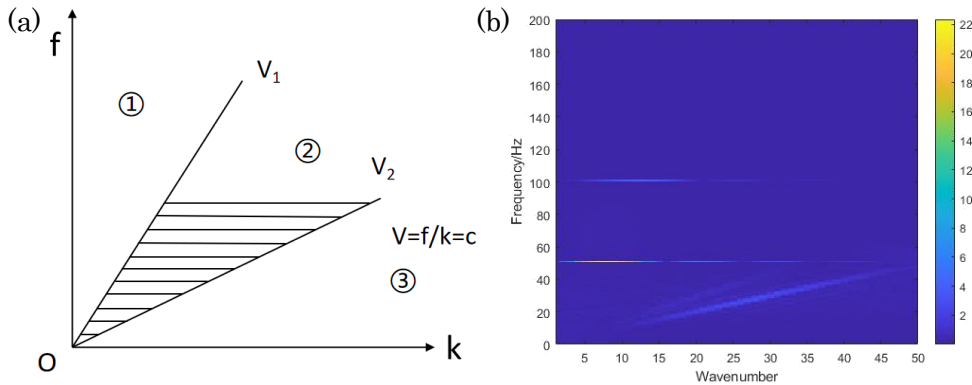 (a)
f
V₁
①
②
V₂
V=f/k=c
③
O
k
(b)
200
180
160
140
120
100
80
60
40
20
0
Frequency/Hz
5 10 15 20 25 30 35 40 45 50
Wavenumber
22
20
18
16
14
12
10
8
6
4
2